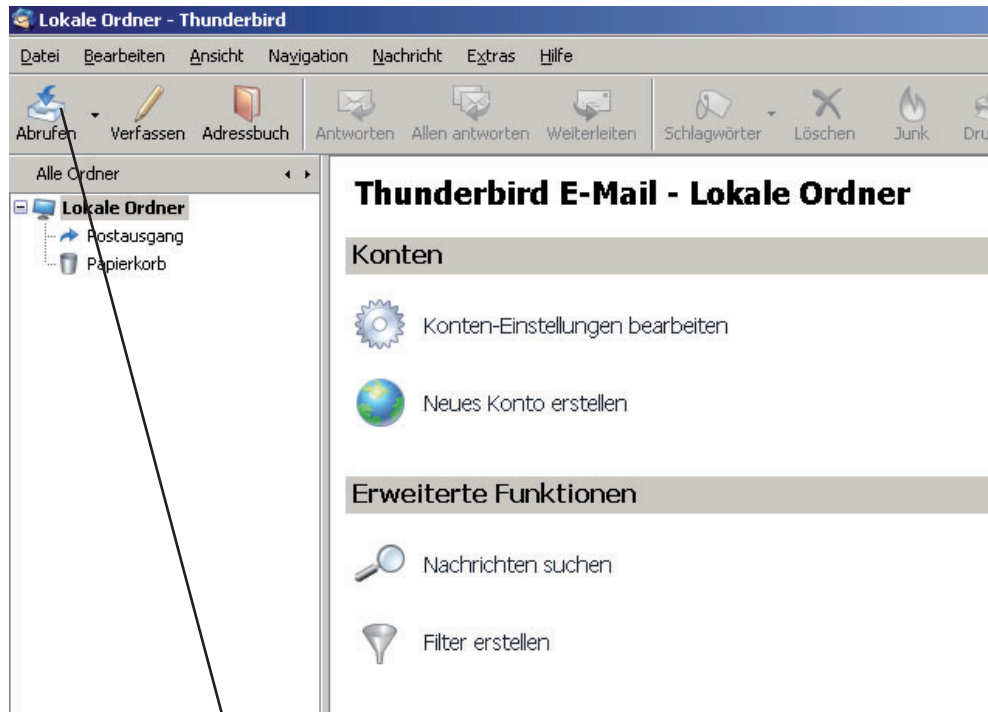 Lokale Ordner - Thunderbird
Datei Bearbeiten Ansicht Navigation Nachricht Extras Hilfe
Abrufen Verfassen Adressbuch Antworten Allen antworten Weiterleiten Schlagwörter Löschen Junk Dru
Alle Ordner
Lokale Ordner
Postausgang
Papierkorb
Thunderbird E-Mail - Lokale Ordner
Konten
Konten-Einstellungen bearbeiten
Neues Konto erstellen
Erweiterte Funktionen
Nachrichten suchen
Filter erstellen